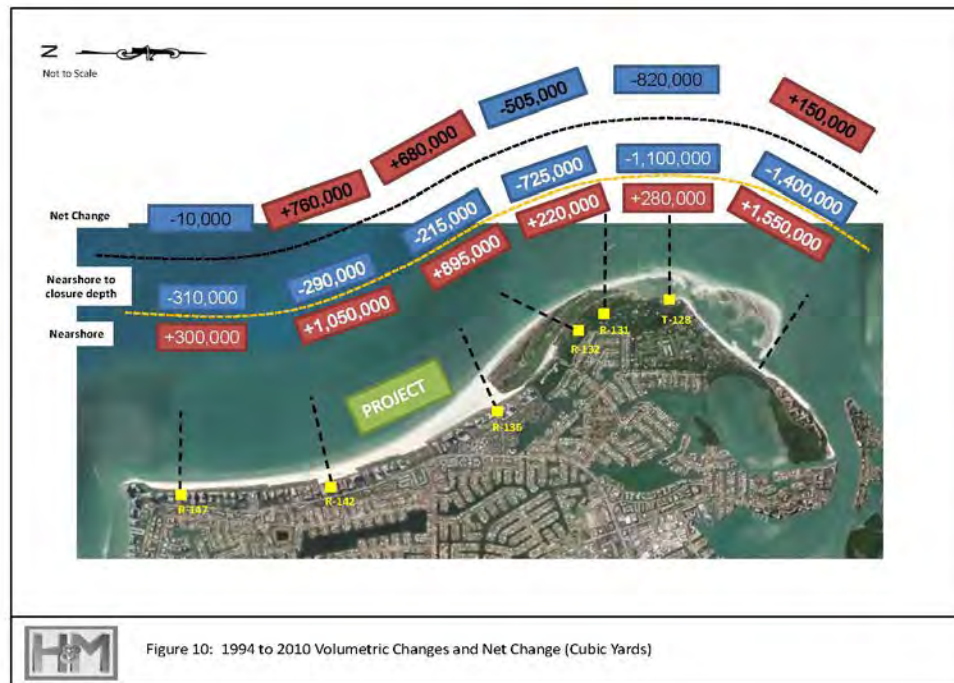 N
Not to Scale
-505,000
-820,000
+150,000
+680,000
+760,000
Net Change
-10,000
-725,000
-1,100,000
-1,400,000
-215,000
+220,000
+280,000
+1,550,000
Nearshore to
closure depth
-310,000
-290,000
+895,000
Nearshore
+300,000
+1,050,000
R-131
T-128
R-132
PROJECT
R-136
R-147
R-142
H&M
Figure 10: 1994 to 2010 Volumetric Changes and Net Change (Cubic Yards)